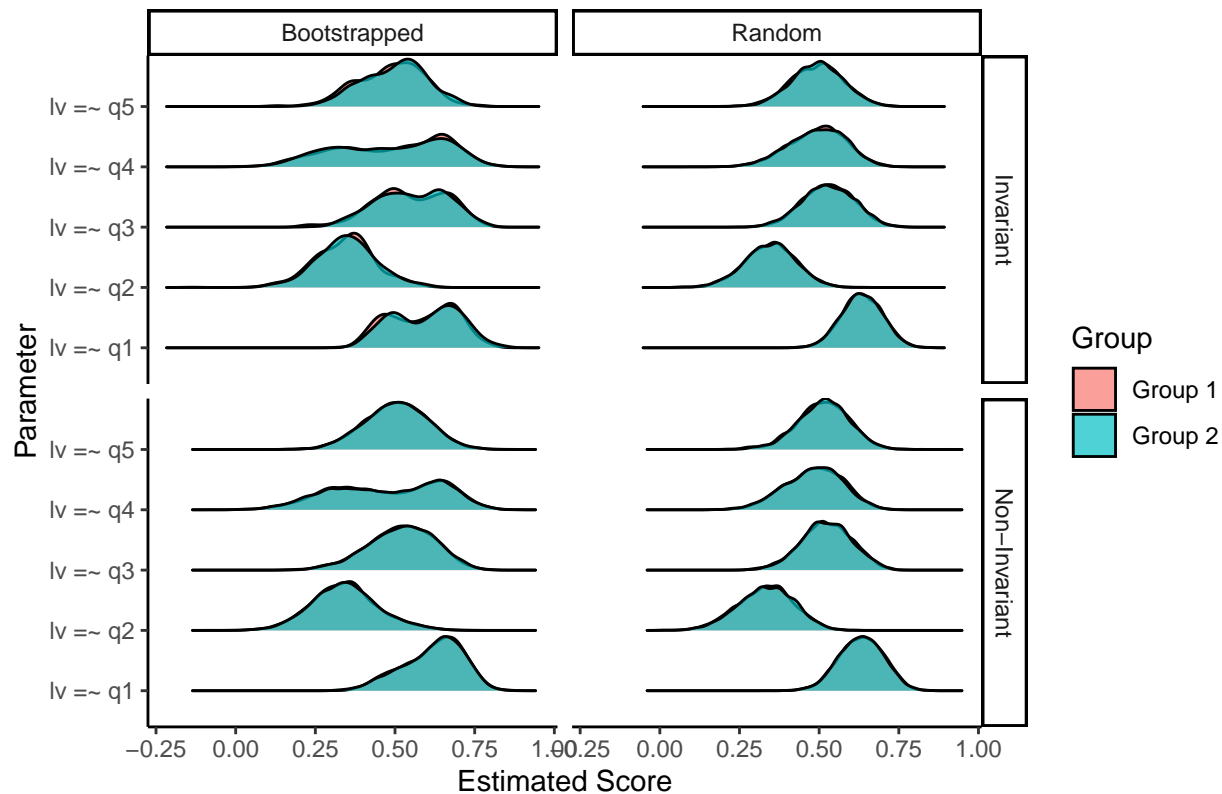 Bootstrapped
Random
lv =~ q5
lv =~ q4
lv =~ q3
lv =~ q2
lv =~ q1
Invariant
lv =~ q5
lv =~ q4
lv =~ q3
lv =~ q2
lv =~ q1
Non−Invariant
Parameter
−0.25 0.00 0.25 0.50 0.75 1.00
−0.25 0.00 0.25 0.50 0.75 1.00
Estimated Score
Group
Group 1
Group 2